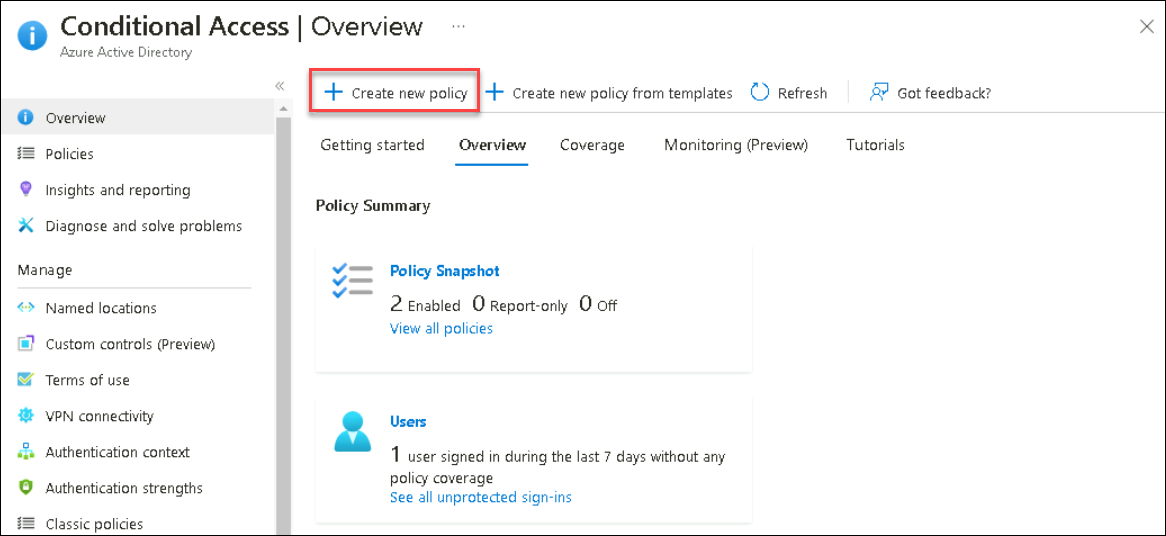 Conditional Access | Overview ...
Azure Active Directory
«
Create new policy
Create new policy from templates
Refresh
Got feedback?
Overview
Policies
Insights and reporting
Diagnose and solve problems
Manage
Named locations
Custom controls (Preview)
Terms of use
VPN connectivity
Authentication context
Authentication strengths
Classic policies
Getting started
Overview
Coverage
Monitoring (Preview)
Tutorials
Policy Summary
Policy Snapshot
2 Enabled 0 Report-only 0 Off
View all policies
Users
1 user signed in during the last 7 days without any
policy coverage
See all unprotected sign-ins